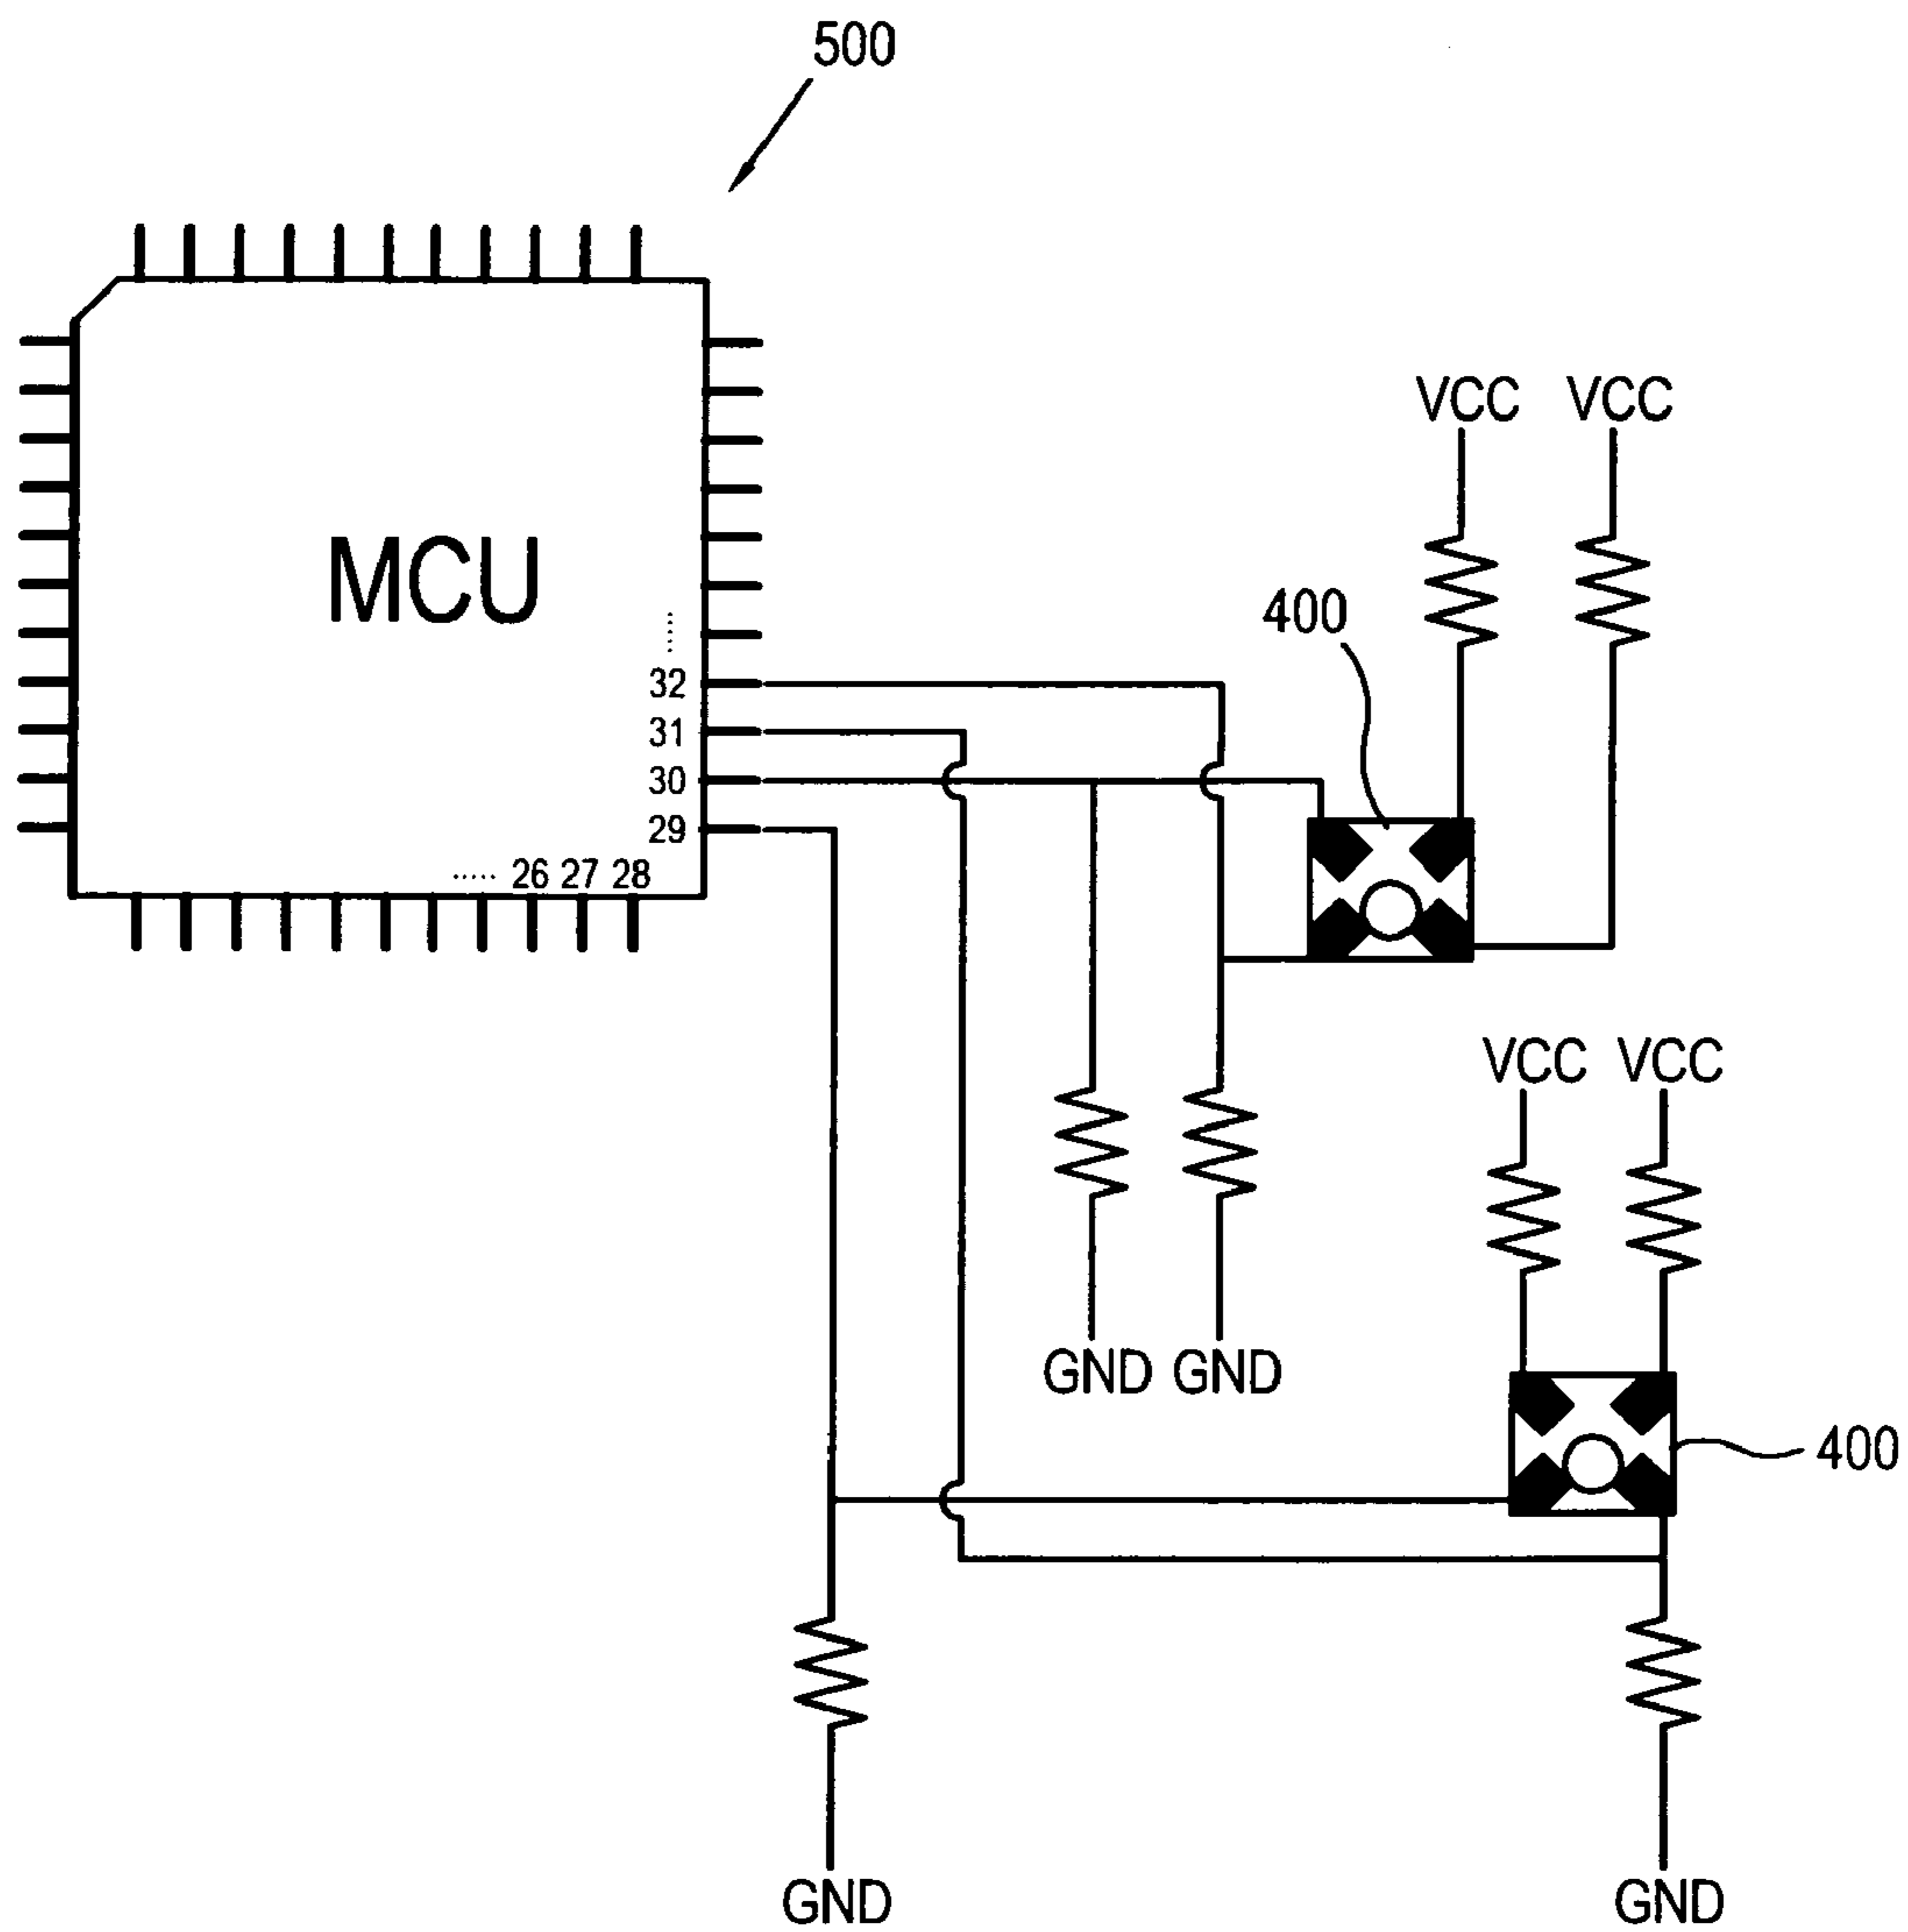 500
MCU
32
31
30
29
..... 26 27 28
VCC VCC
400
VCC VCC
GND GND
400
GND GND